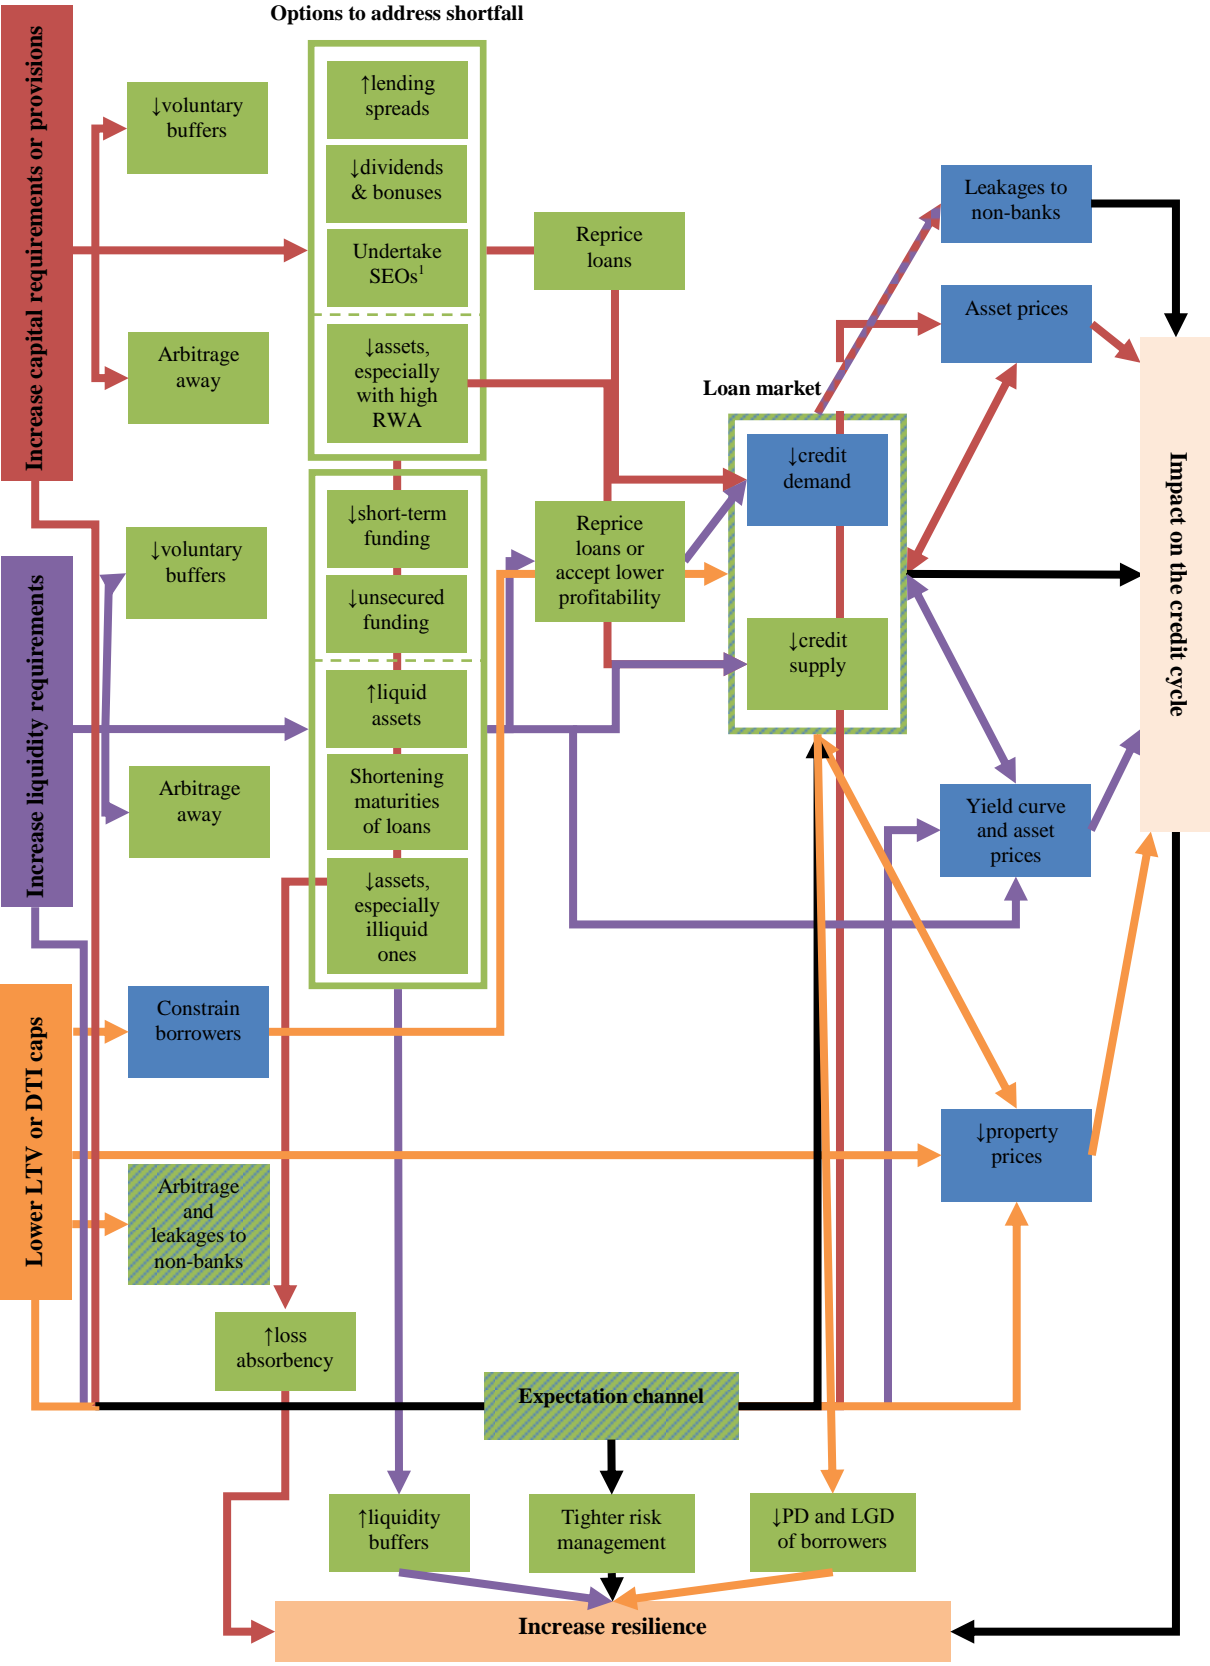 Options to address shortfall
Increase capital requirements or provisions
↓voluntary
buffers
Arbitrage
away
↑lending
spreads
↓dividends
& bonuses
Undertake
SEOs¹
↓assets,
especially
with high
RWA
Reprice
loans
Leakages to
non-banks
Asset prices
Loan market
↓credit
demand
↓credit
supply
Impact on the credit cycle
Increase liquidity requirements
↓voluntary
buffers
Arbitrage
away
↓short-term
funding
↓unsecured
funding
↑liquid
assets
Shortening
maturities
of loans
↓assets,
especially
illiquid
ones
Reprice
loans or
accept lower
profitability
Yield curve
and asset
prices
Lower LTV or DTI caps
Constrain
borrowers
Arbitrage
and
leakages to
non-banks
↓property
prices
↑loss
absorbency
Expectation channel
↑liquidity
buffers
Tighter risk
management
↓PD and LGD
of borrowers
Increase resilience